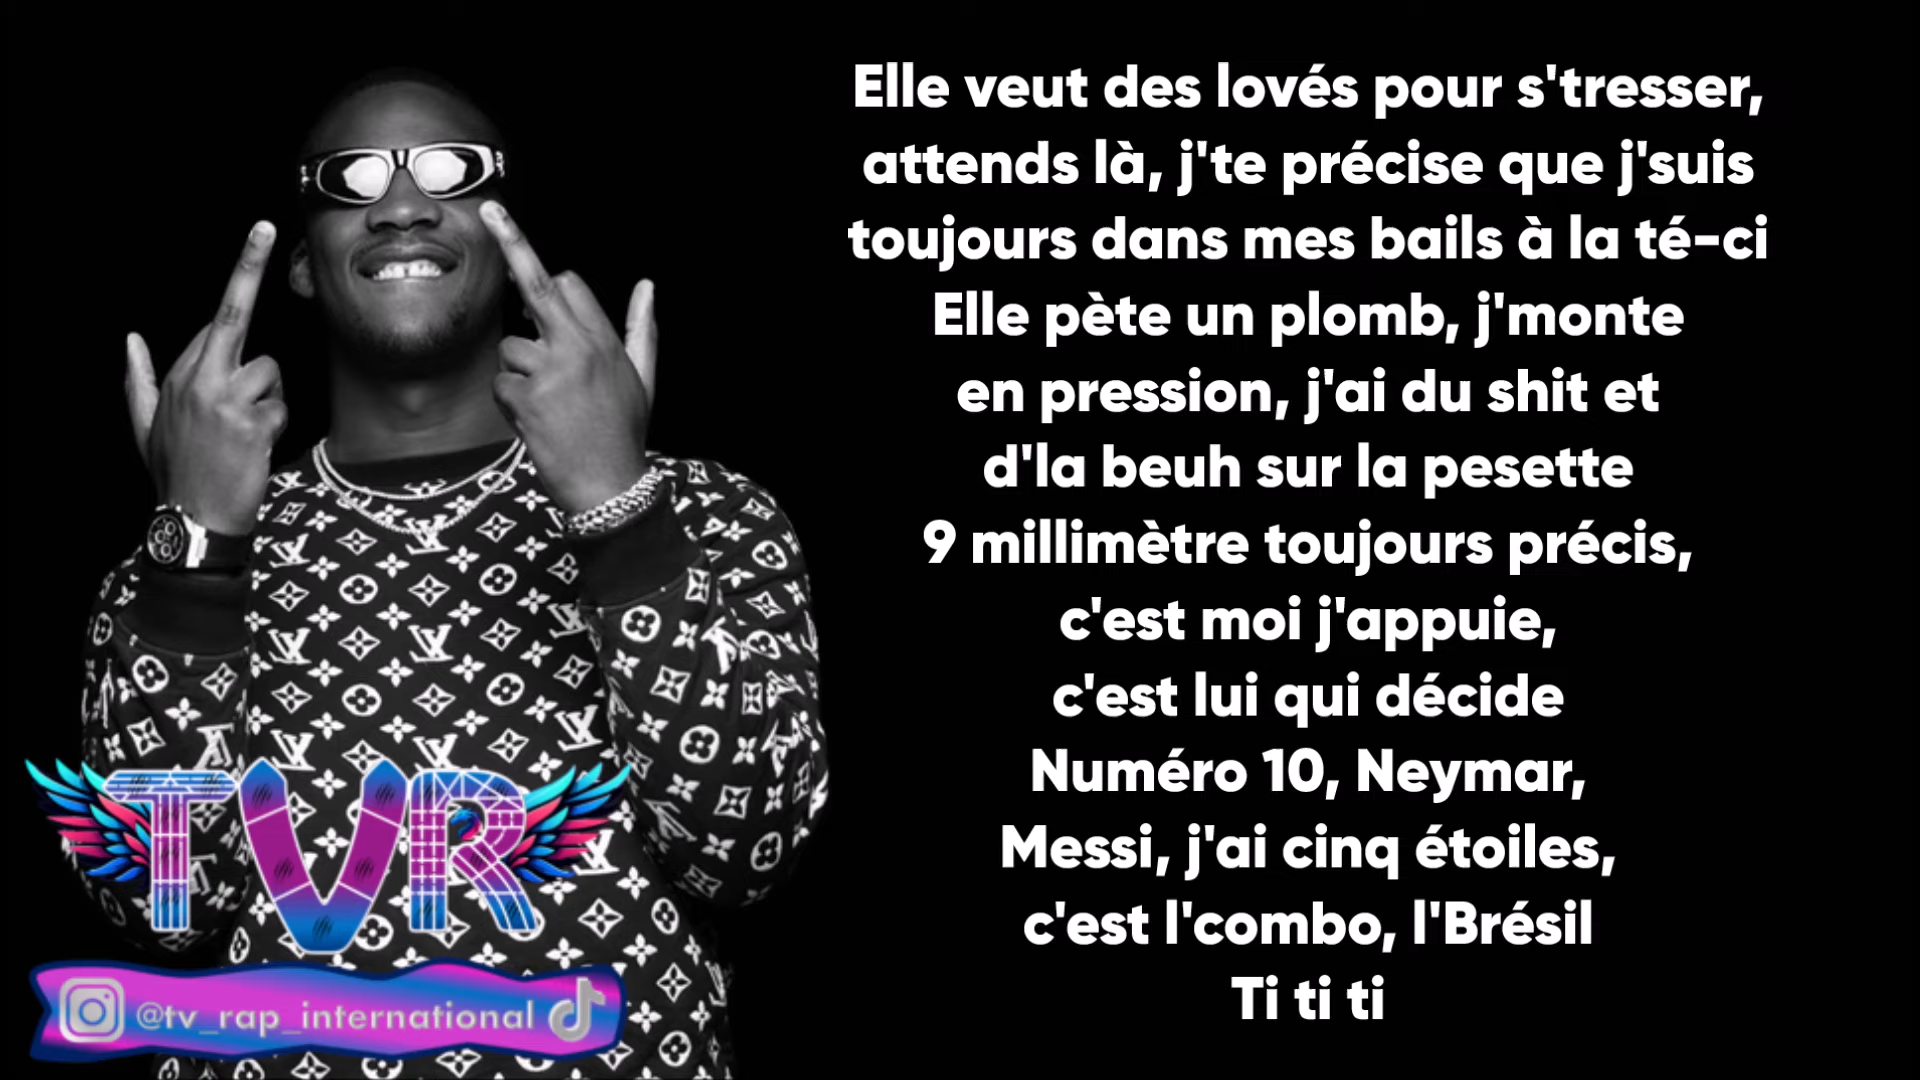 Elle veut des lovés pour s'tresser,
attends là, j'te précise que j'suis
toujours dans mes bails à la té-ci
Elle pète un plomb, j'monte
en pression, j'ai du shit et
d'la beuh sur la pesette
9 millimètre toujours précis,
c'est moi j'appuie,
c'est lui qui décide
Numéro 10, Neymar,
Messi, j'ai cinq étoiles,
c'est l'combo, l'Brésil
Ti ti ti
TVR
@tv_rap_international